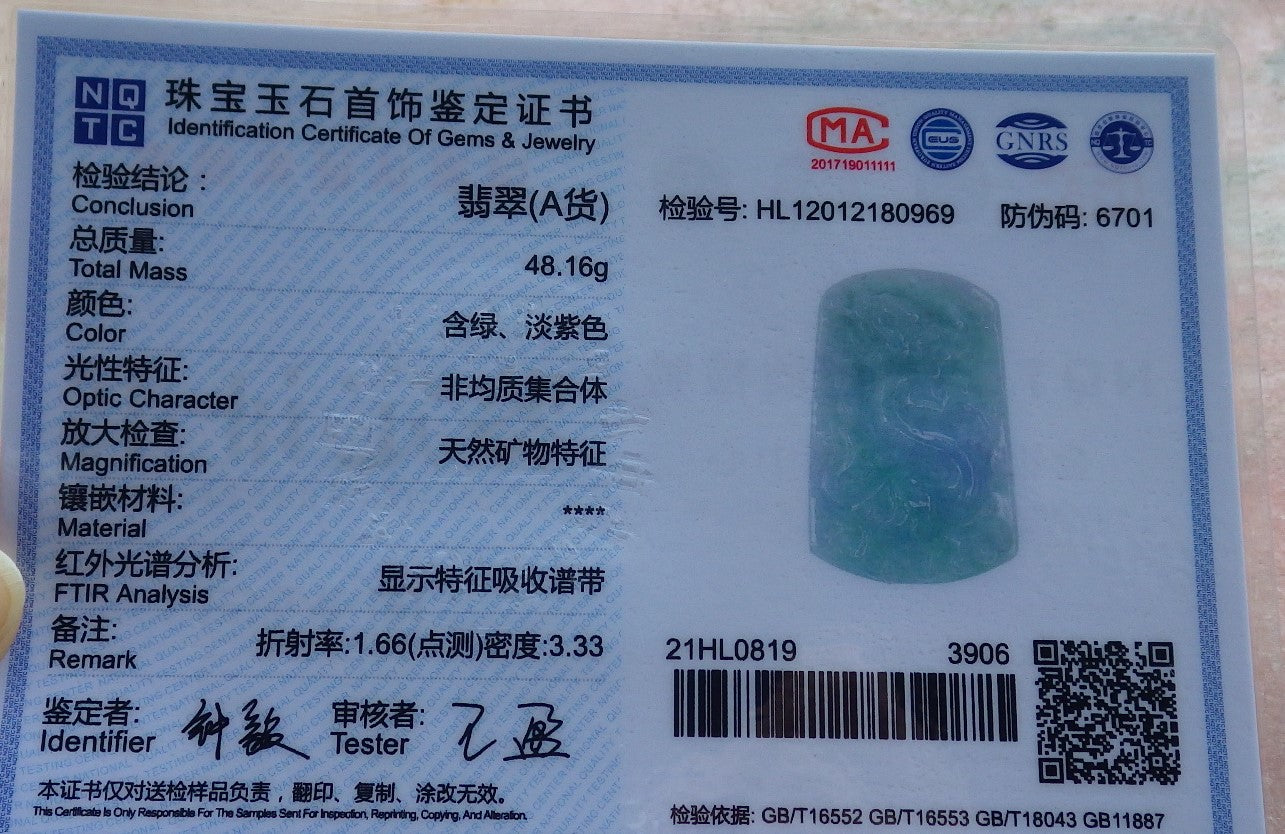 NQTC
珠宝玉石首饰鉴定证书
Identification Certificate Of Gems & Jewelry
检验结论：
Conclusion
翡翠(A货)
总质量:
Total Mass
48.16g
颜色:
Color
含绿、淡紫色
光性特征:
Optic Character
非均质集合体
放大检查:
Magnification
天然矿物特征
镶嵌材料:
Material
****
红外光谱分析:
FTIR Analysis
显示特征吸收谱带
备注:
Remark
折射率:1.66(点测)密度:3.33
鉴定者:
Identifier
审核者:
Tester
本证书仅对送检样品负责，翻印、复制、涂改无效。
This Certificate Is Only Responsible For The Samples Sent For Inspection, Reprinting, Copying, And Alteration.
MA
201719011111
GNRS
检验号: HL12012180969
防伪码: 6701
21HL0819
3906
检验依据: GB/T16552 GB/T16553 GB/T18043 GB11887